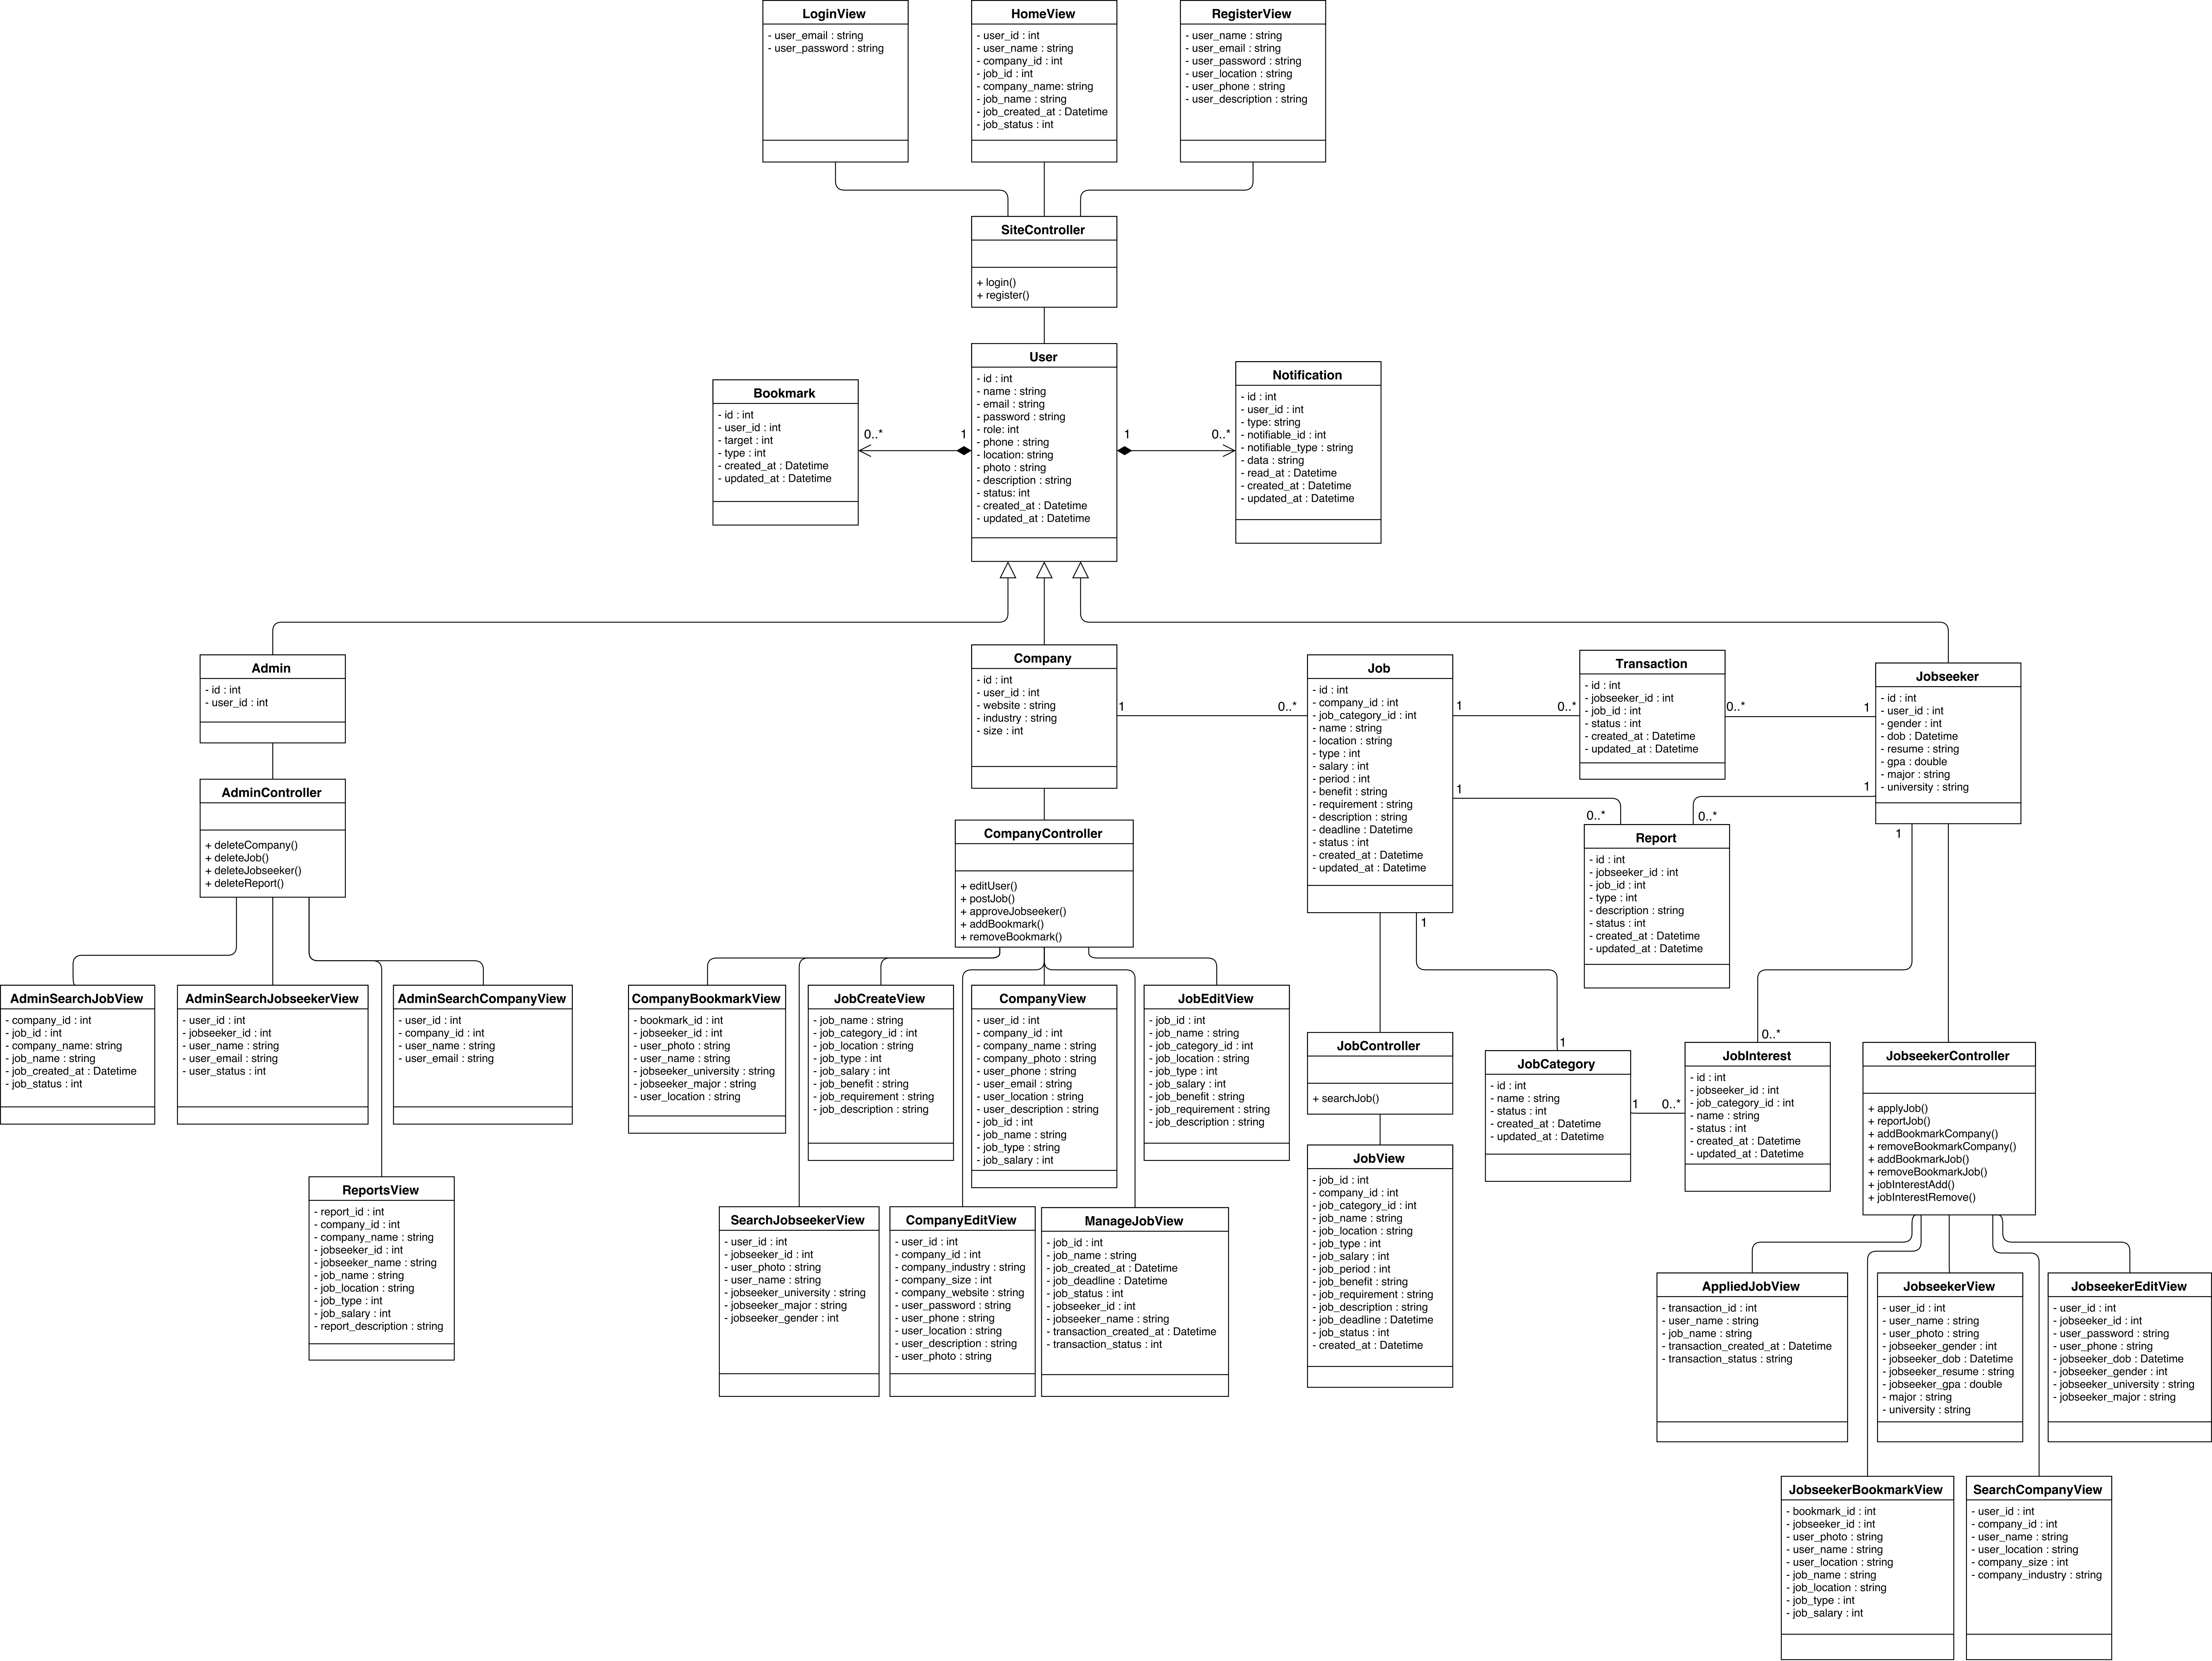 LoginView
- user_email : string
- user_password : string
HomeView
- user_id : int
- user_name : string
- company_id : int
- job_id : int
- company_name: string
- job_name : string
- job_created_at : Datetime
- job_status : int
RegisterView
- user_name : string
- user_email : string
- user_password : string
- user_location : string
- user_phone : string
- user_description : string
SiteController
+ login()
+ register()
User
- id : int
- name : string
- email : string
- password : string
- role: int
- phone : string
- location: string
- photo : string
- description : string
- status: int
- created_at : Datetime
- updated_at : Datetime
Bookmark
- id : int
- user_id : int
- target : int
- type : int
- created_at : Datetime
- updated_at : Datetime
0..*
1
1
0..*
Notification
- id : int
- user_id : int
- type: string
- notifiable_id : int
- notifiable_type : string
- data : string
- read_at : Datetime
- created_at : Datetime
- updated_at : Datetime
Admin
- id : int
- user_id : int
Company
- id : int
- user_id : int
- website : string
- industry : string
- size : int
1
0..*
Job
- id : int
- company_id : int
- job_category_id : int
- name : string
- location : string
- type : int
- salary : int
- period : int
- benefit : string
- requirement : string
- description : string
- deadline : Datetime
- status : int
- created_at : Datetime
- updated_at : Datetime
1
0..*
Transaction
- id : int
- jobseeker_id : int
- job_id : int
- status : int
- created_at : Datetime
- updated_at : Datetime
0..*
1
Jobseeker
- id : int
- user_id : int
- gender : int
- dob : Datetime
- resume : string
- gpa : double
- major : string
- university : string
1
0..*
0..*
1
Report
- id : int
- jobseeker_id : int
- job_id : int
- type : int
- description : string
- status : int
- created_at : Datetime
- updated_at : Datetime
1
1
AdminController
+ deleteCompany()
+ deleteJob()
+ deleteJobseeker()
+ deleteReport()
CompanyController
+ editUser()
+ postJob()
+ approveJobseeker()
+ addBookmark()
+ removeBookmark()
AdminSearchJobView
- company_id : int
- job_id : int
- company_name: string
- job_name : string
- job_created_at : Datetime
- job_status : int
AdminSearchJobseekerView
- user_id : int
- jobseeker_id : int
- user_name : string
- user_email : string
- user_status : int
AdminSearchCompanyView
- user_id : int
- company_id : int
- user_name : string
- user_email : string
CompanyBookmarkView
- bookmark_id : int
- jobseeker_id : int
- user_photo : string
- user_name : string
- jobseeker_university : string
- jobseeker_major : string
- user_location : string
JobCreateView
- job_name : string
- job_category_id : int
- job_location : string
- job_type : int
- job_salary : int
- job_benefit : string
- job_requirement : string
- job_description : string
CompanyView
- user_id : int
- company_id : int
- company_name : string
- company_photo : string
- user_phone : string
- user_email : string
- user_location : string
- user_description : string
- job_id : int
- job_name : string
- job_type : string
- job_salary : int
JobEditView
- job_id : int
- job_name : string
- job_category_id : int
- job_location : string
- job_type : int
- job_salary : int
- job_benefit : string
- job_requirement : string
- job_description : string
JobController
+ searchJob()
1
JobCategory
- id : int
- name : string
- status : int
- created_at : Datetime
- updated_at : Datetime
1
0..*
0..*
JobInterest
- id : int
- jobseeker_id : int
- job_category_id : int
- name : string
- status : int
- created_at : Datetime
- updated_at : Datetime
JobseekerController
+ applyJob()
+ reportJob()
+ addBookmarkCompany()
+ removeBookmarkCompany()
+ addBookmarkJob()
+ removeBookmarkJob()
+ jobInterestAdd()
+ jobInterestRemove()
ReportsView
- report_id : int
- company_id : int
- company_name : string
- jobseeker_id : int
- jobseeker_name : string
- job_name : string
- job_location : string
- job_type : int
- job_salary : int
- report_description : string
SearchJobseekerView
- user_id : int
- jobseeker_id : int
- user_photo : string
- user_name : string
- jobseeker_university : string
- jobseeker_major : string
- jobseeker_gender : int
CompanyEditView
- user_id : int
- company_id : int
- company_industry : string
- company_size : int
- company_website : string
- user_password : string
- user_phone : string
- user_location : string
- user_description : string
- user_photo : string
ManageJobView
- job_id : int
- job_name : string
- job_created_at : Datetime
- job_deadline : Datetime
- job_status : int
- jobseeker_id : int
- jobseeker_name : string
- transaction_created_at : Datetime
- transaction_status : int
JobView
- job_id : int
- company_id : int
- job_category_id : int
- job_name : string
- job_location : string
- job_type : int
- job_salary : int
- job_period : int
- job_benefit : string
- job_requirement : string
- job_description : string
- job_deadline : Datetime
- job_status : int
- created_at : Datetime
AppliedJobView
- transaction_id : int
- user_name : string
- job_name : string
- transaction_created_at : Datetime
- transaction_status : string
JobseekerView
- user_id : int
- user_name : string
- user_photo : string
- jobseeker_gender : int
- jobseeker_dob : Datetime
- jobseeker_resume : string
- jobseeker_gpa : double
- major : string
- university : string
JobseekerEditView
- user_id : int
- jobseeker_id : int
- user_password : string
- user_phone : string
- jobseeker_dob : Datetime
- jobseeker_gender : int
- jobseeker_university : string
- jobseeker_major : string
JobseekerBookmarkView
- bookmark_id : int
- jobseeker_id : int
- user_photo : string
- user_name : string
- user_location : string
- job_name : string
- job_location : string
- job_type : int
- job_salary : int
SearchCompanyView
- user_id : int
- company_id : int
- user_name : string
- user_location : string
- company_size : int
- company_industry : string